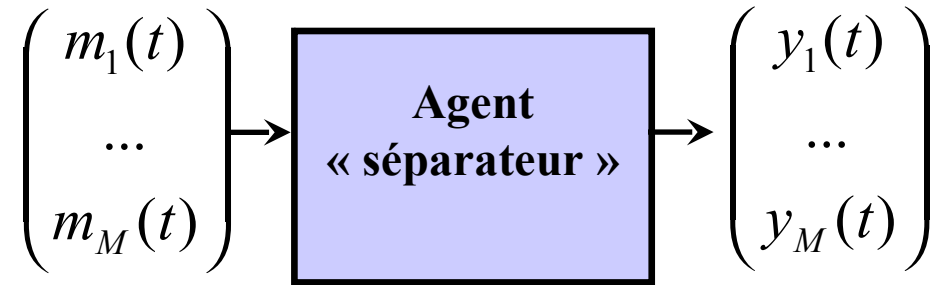 m₁(t)
...
m_M(t)
Agent
« séparateur »
y₁(t)
...
y_M(t)